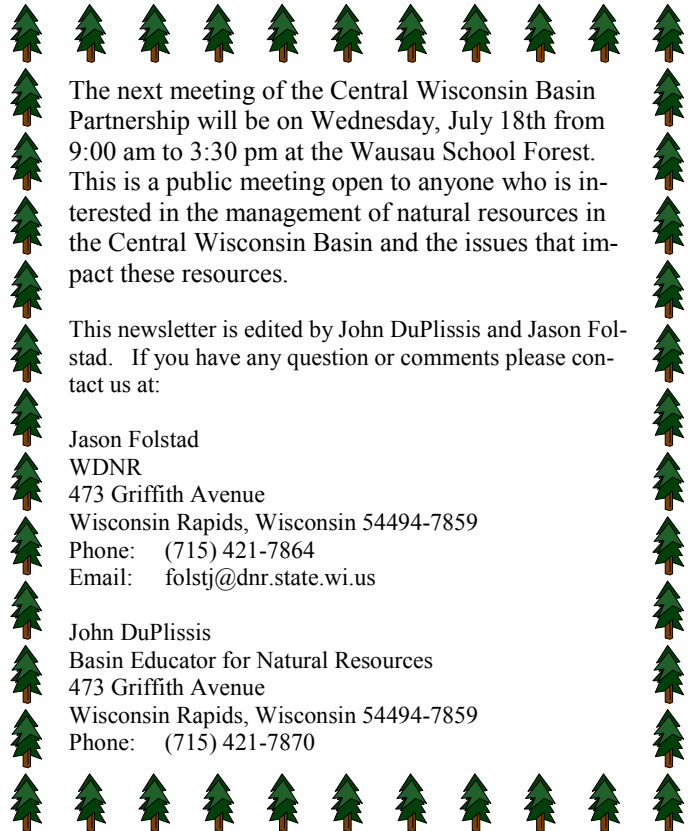 The next meeting of the Central Wisconsin Basin
Partnership will be on Wednesday, July 18th from
9:00 am to 3:30 pm at the Wausau School Forest.
This is a public meeting open to anyone who is in-
terested in the management of natural resources in
the Central Wisconsin Basin and the issues that im-
pact these resources.
This newsletter is edited by John DuPlissis and Jason Fol-
stad.   If you have any question or comments please con-
tact us at:
Jason Folstad
WDNR
473 Griffith Avenue
Wisconsin Rapids, Wisconsin 54494-7859
Phone:    (715) 421-7864
Email:    folstj@dnr.state.wi.us
John DuPlissis
Basin Educator for Natural Resources
473 Griffith Avenue
Wisconsin Rapids, Wisconsin 54494-7859
Phone:    (715) 421-7870